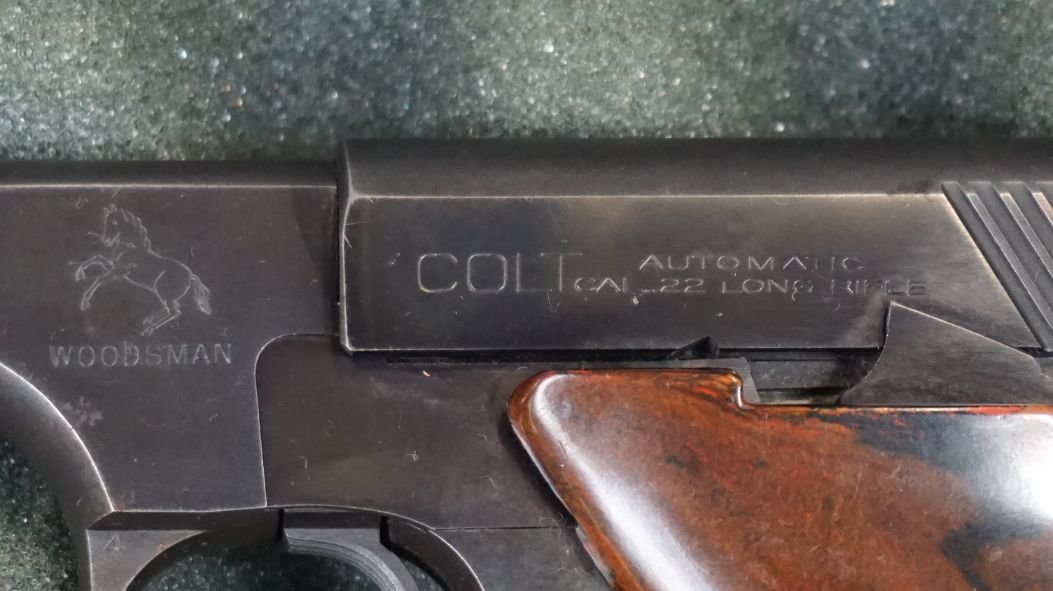 COLT
AUTOMATIC
CAL .22 LONG RIFLE
WOODSMAN